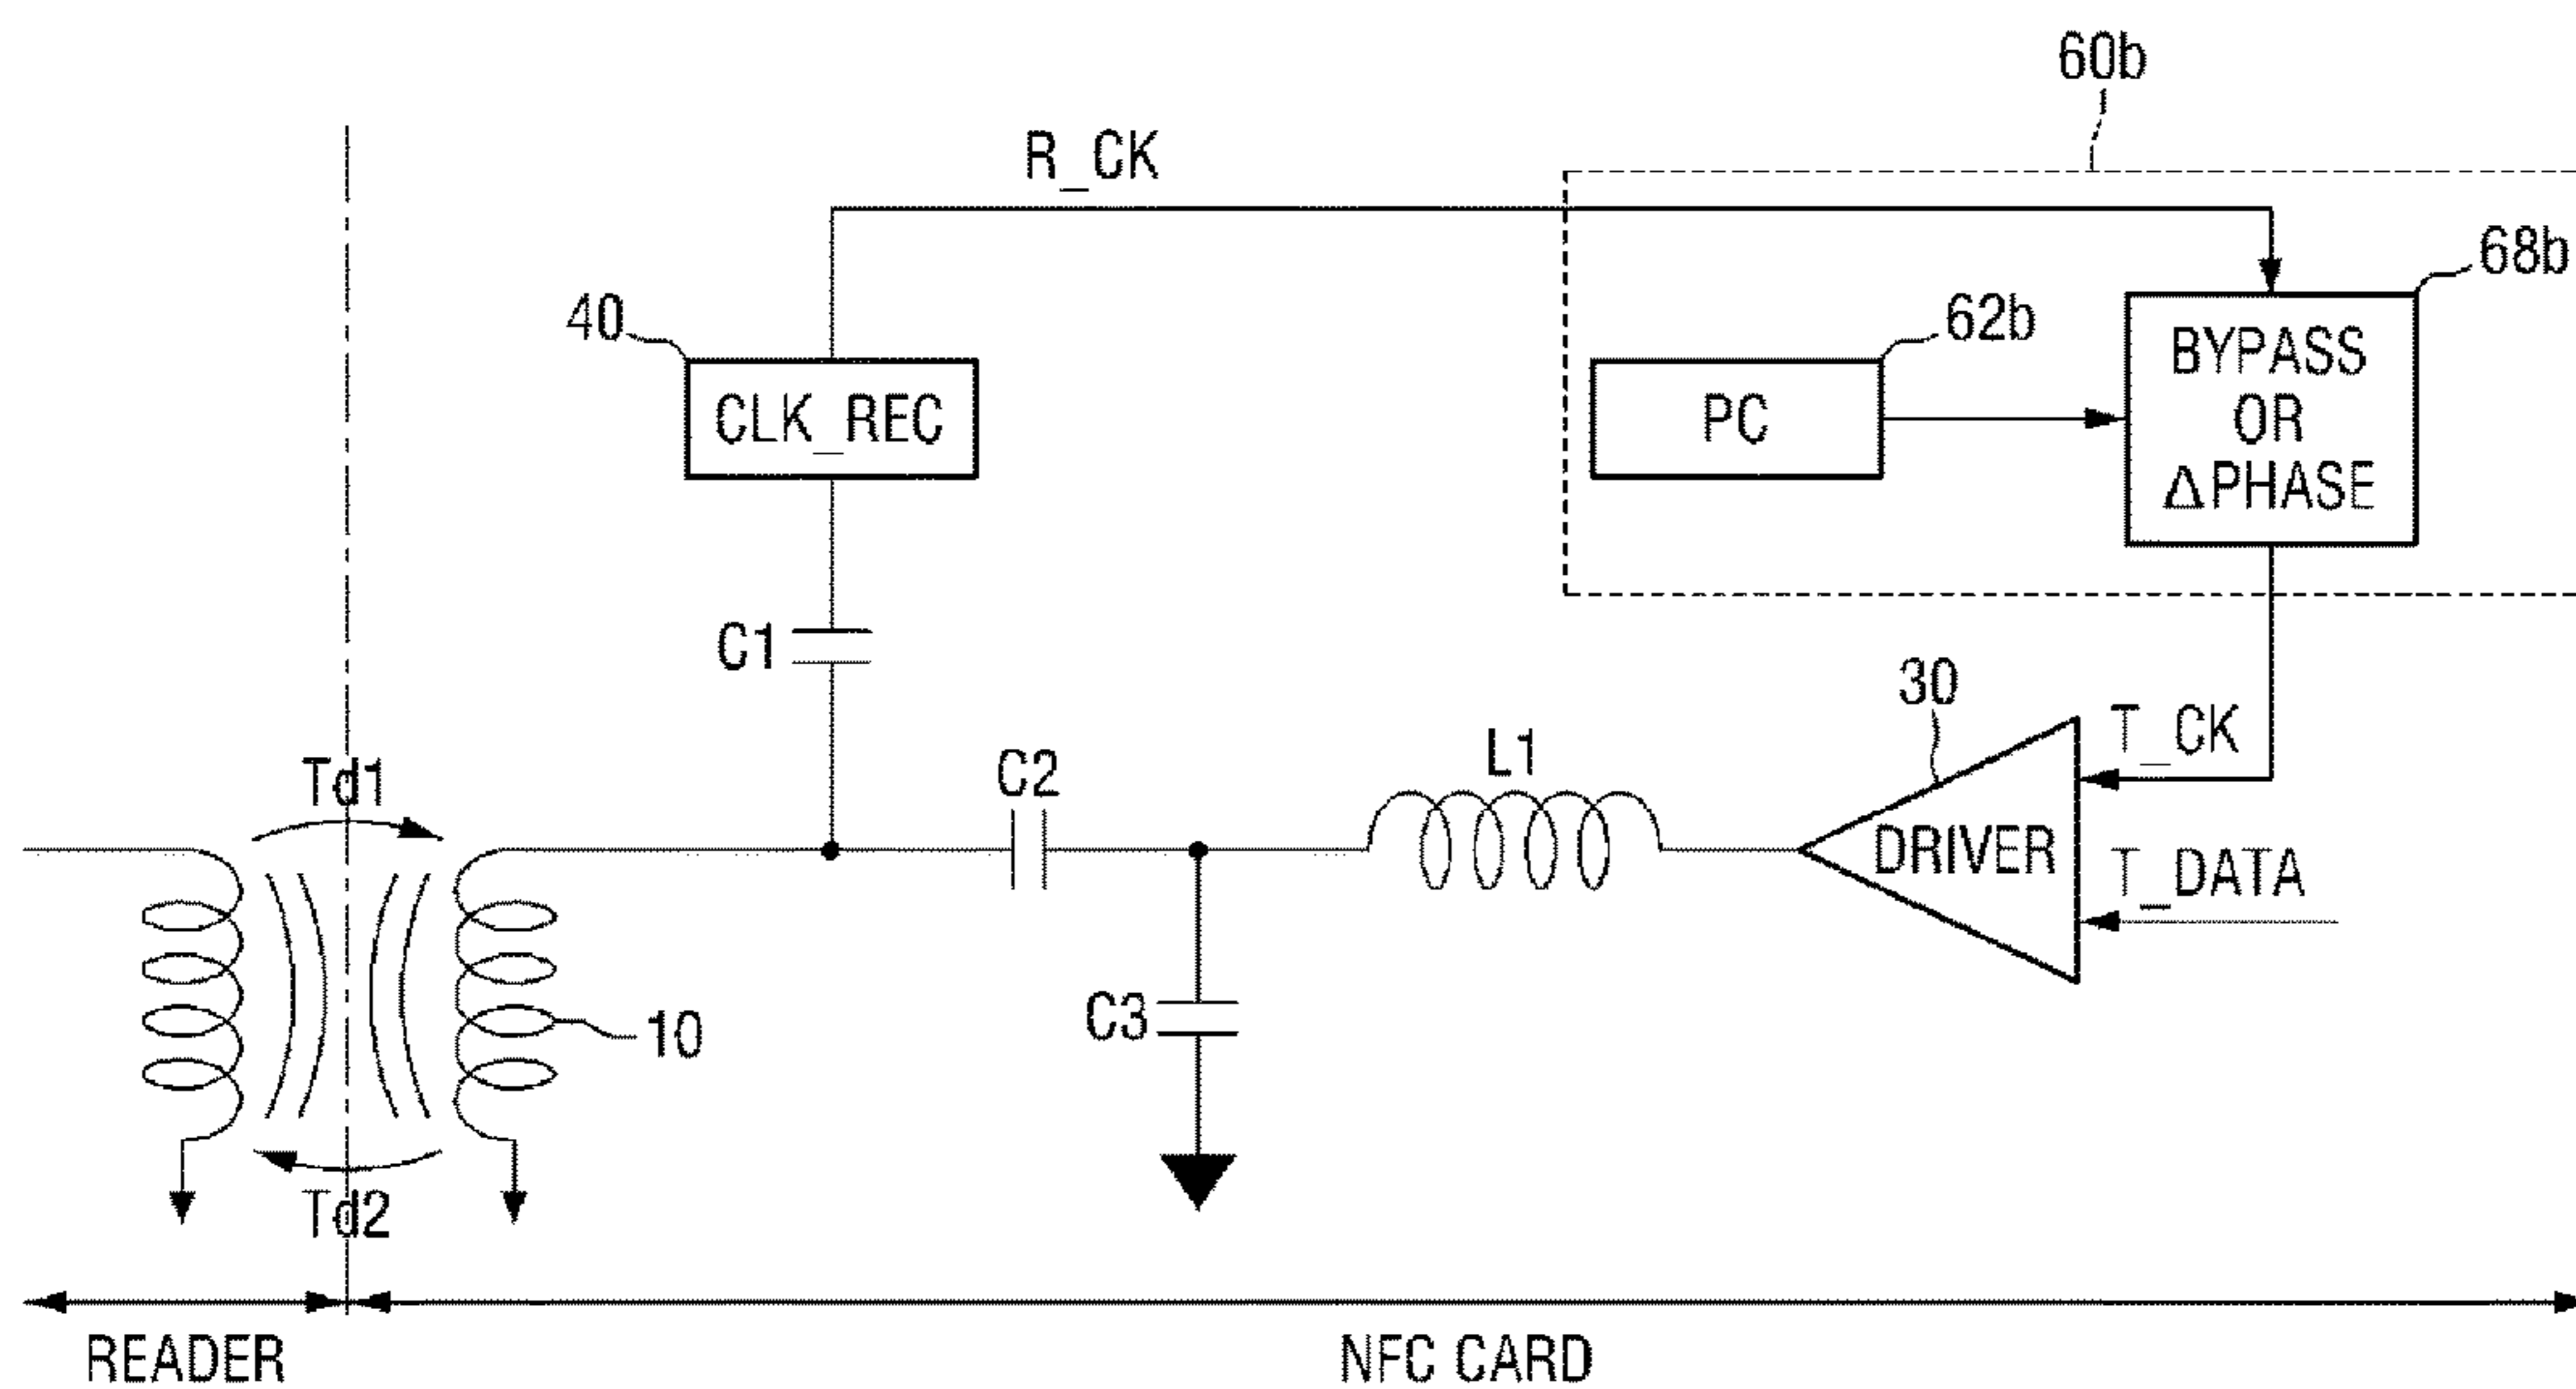 60b
R_CK
68b
40
62b
CLK_REC
PC
BYPASS
OR
ΔPHASE
C1
30
T_CK
Td1
C2
L1
DRIVER
T_DATA
C3
10
Td2
READER
NFC CARD